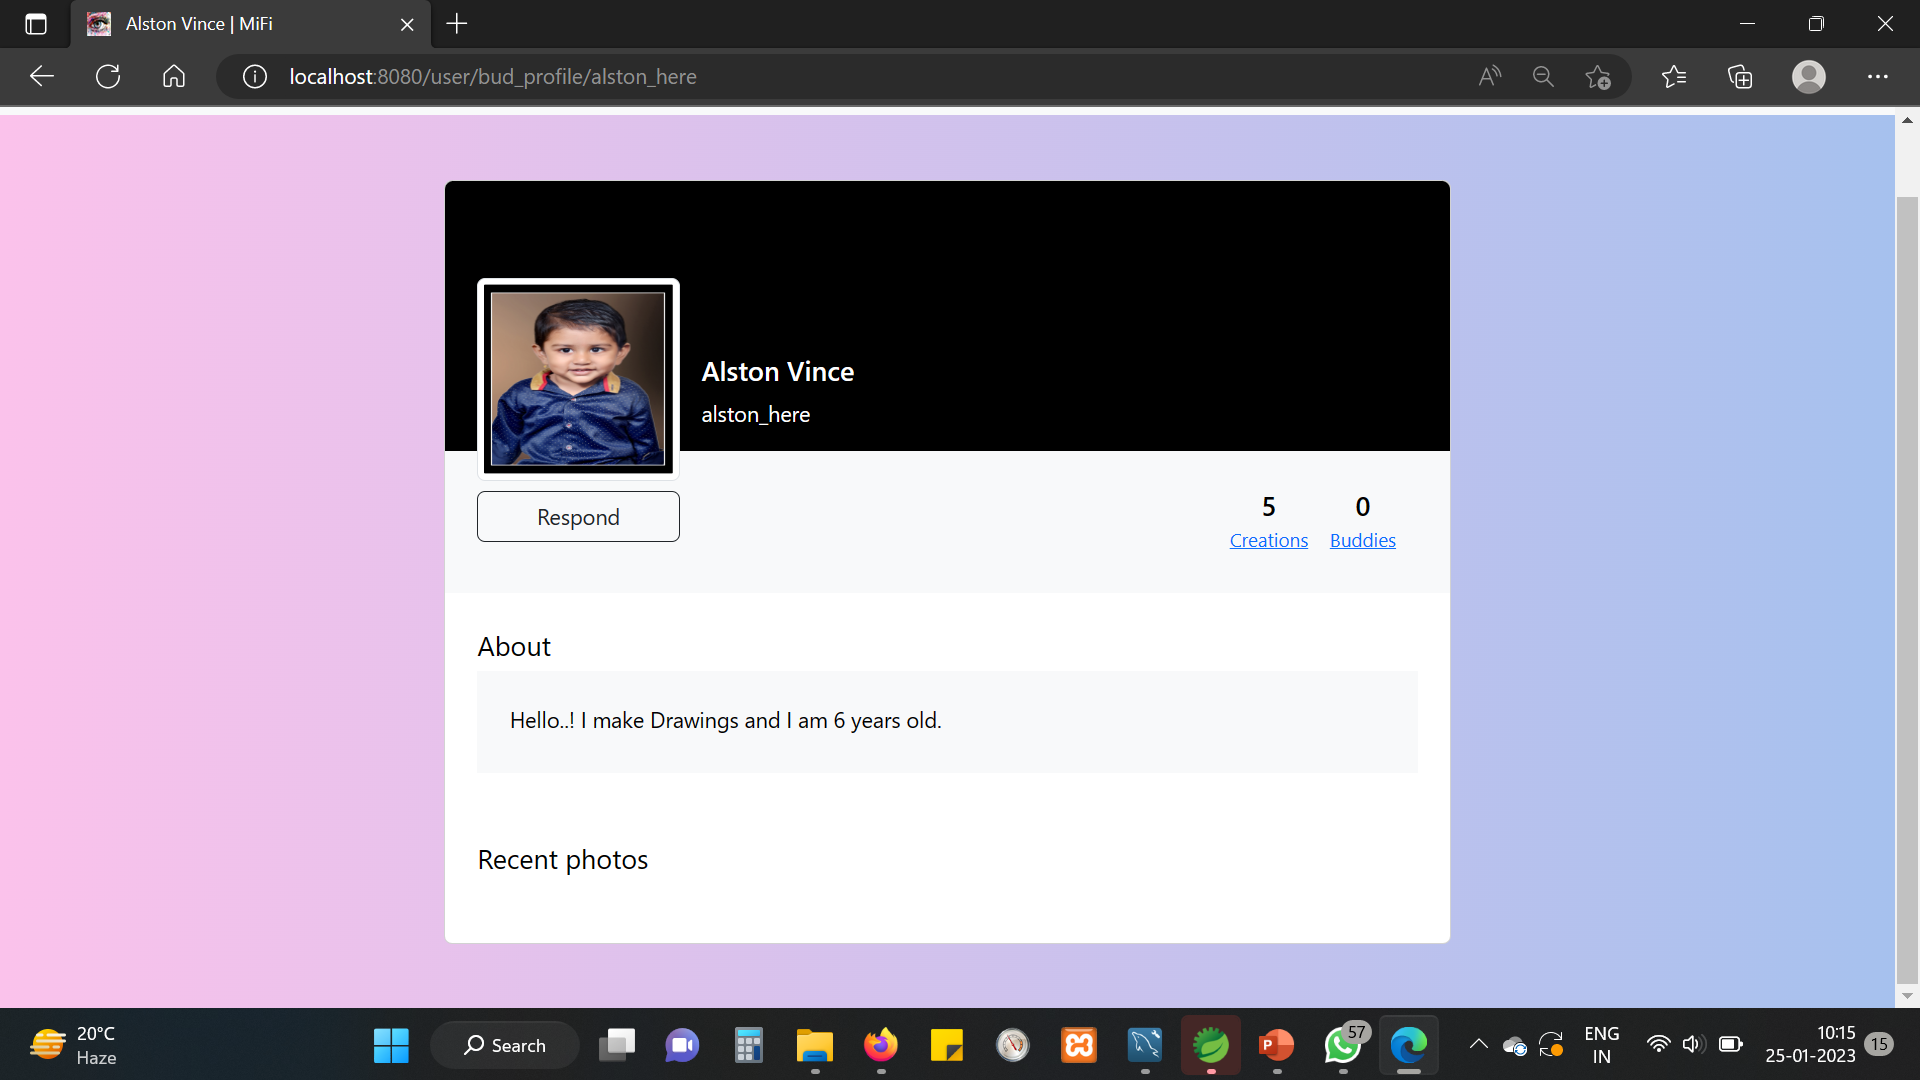 Alston Vince | MiFi
localhost:8080/user/bud_profile/alston_here
Alston Vince
alston_here
Respond
5
Creations
0
Buddies
About
Hello..! I make Drawings and I am 6 years old.
Recent photos
20°C
Haze
Search
57
ENG
IN
10:15
25-01-2023
15